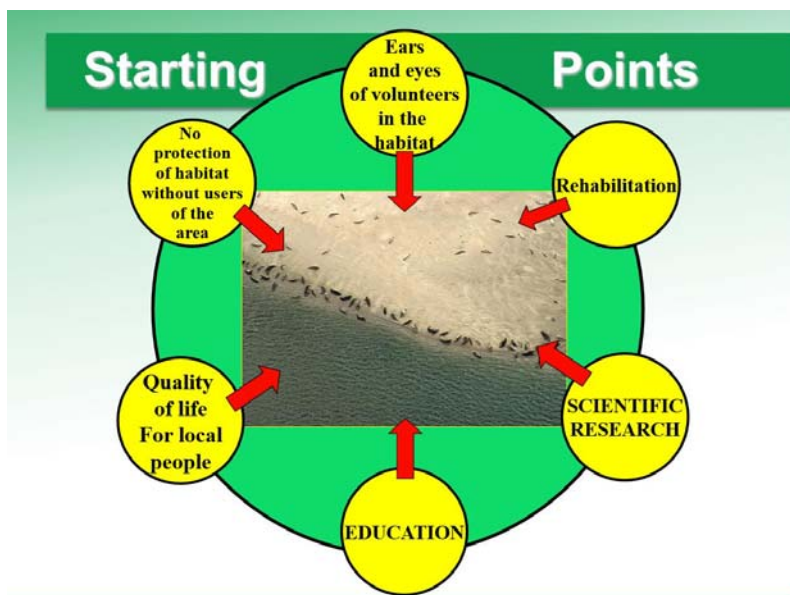 Starting Points
Ears
and eyes
of volunteers
in the
habitat
No
protection
of habitat
without users
of the
area
Rehabilitation
Quality
of life
For local
people
SCIENTIFIC
RESEARCH
EDUCATION